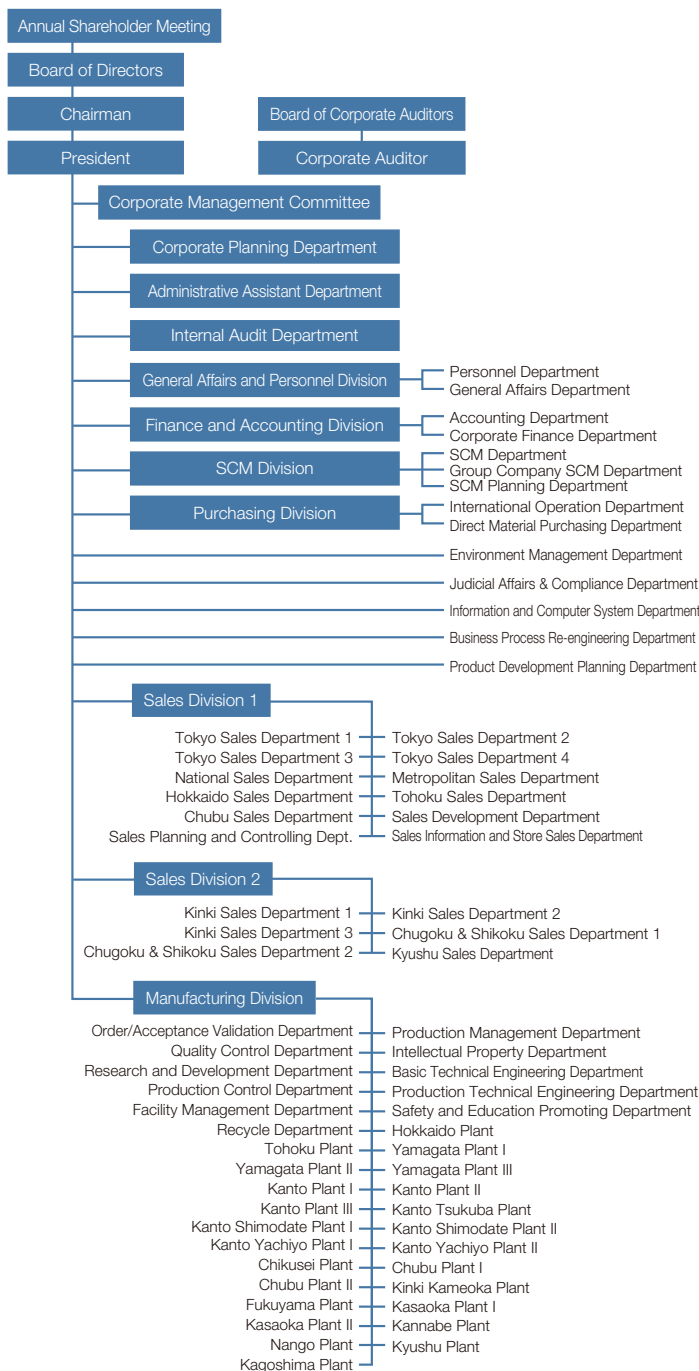 Annual Shareholder Meeting
Board of Directors
Chairman
Board of Corporate Auditors
President
Corporate Auditor
Corporate Management Committee
Corporate Planning Department
Administrative Assistant Department
Internal Audit Department
General Affairs and Personnel Division
Personnel Department
General Affairs Department
Finance and Accounting Division
Accounting Department
Corporate Finance Department
SCM Division
SCM Department
Group Company SCM Department
SCM Planning Department
Purchasing Division
International Operation Department
Direct Material Purchasing Department
Environment Management Department
Judicial Affairs & Compliance Department
Information and Computer System Department
Business Process Re-engineering Department
Product Development Planning Department
Sales Division 1
Tokyo Sales Department 1
Tokyo Sales Department 2
Tokyo Sales Department 3
Tokyo Sales Department 4
National Sales Department
Metropolitan Sales Department
Hokkaido Sales Department
Tohoku Sales Department
Chubu Sales Department
Sales Development Department
Sales Planning and Controlling Dept.
Sales Information and Store Sales Department
Sales Division 2
Kinki Sales Department 1
Kinki Sales Department 2
Kinki Sales Department 3
Chugoku & Shikoku Sales Department 1
Chugoku & Shikoku Sales Department 2
Kyushu Sales Department
Manufacturing Division
Order/Acceptance Validation Department
Production Management Department
Quality Control Department
Intellectual Property Department
Research and Development Department
Basic Technical Engineering Department
Production Control Department
Production Technical Engineering Department
Facility Management Department
Safety and Education Promoting Department
Recycle Department
Hokkaido Plant
Tohoku Plant
Yamagata Plant I
Yamagata Plant II
Yamagata Plant III
Kanto Plant I
Kanto Plant II
Kanto Plant III
Kanto Tsukuba Plant
Kanto Shimodate Plant I
Kanto Shimodate Plant II
Kanto Yachiyo Plant I
Kanto Yachiyo Plant II
Chikusei Plant
Chubu Plant I
Chubu Plant II
Kinki Kameoka Plant
Fukuyama Plant
Kasaoka Plant I
Kasaoka Plant II
Kannabe Plant
Nango Plant
Kyushu Plant
Kagoshima Plant